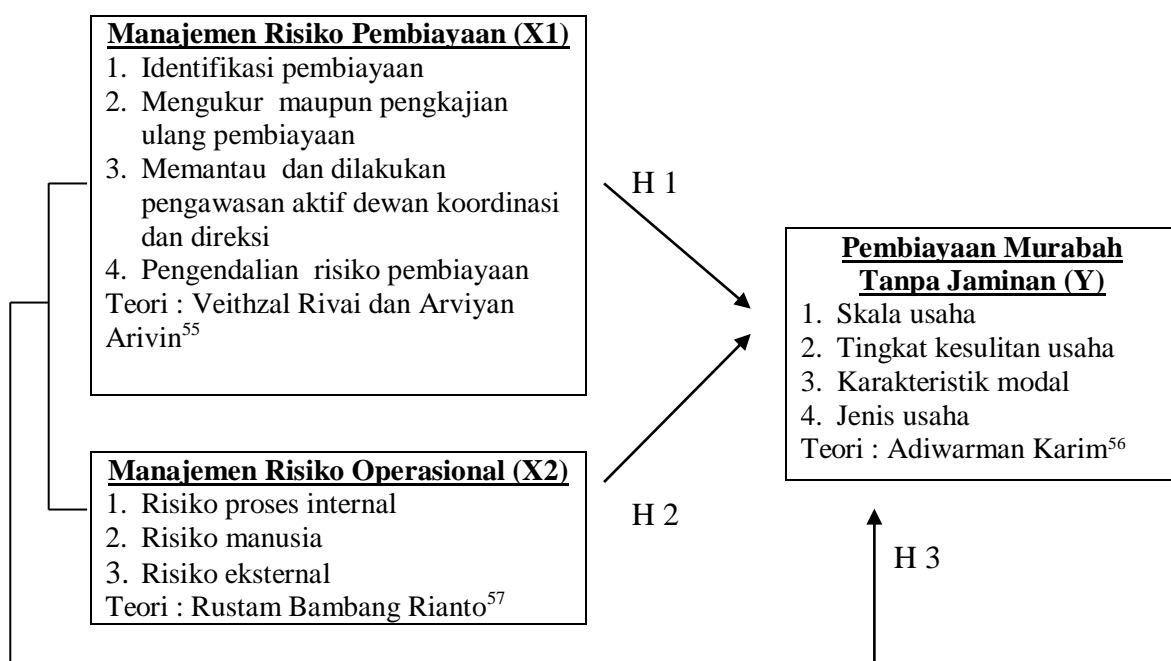 Manajemen Risiko Pembiayaan (X1)
1. Identifikasi pembiayaan
2. Mengukur maupun pengkajian
ulang pembiayaan
3. Memantau dan dilakukan
pengawasan aktif dewan koordinasi
dan direksi
4. Pengendalian risiko pembiayaan
Teori : Veithzal Rivai dan Arviyan
Arivin55
H 1
Pembiayaan Murabah
Tanpa Jaminan (Y)
1. Skala usaha
2. Tingkat kesulitan usaha
3. Karakteristik modal
4. Jenis usaha
Teori : Adiwarman Karim56
Manajemen Risiko Operasional (X2)
1. Risiko proses internal
2. Risiko manusia
3. Risiko eksternal
Teori : Rustam Bambang Rianto57
H 2
H 3